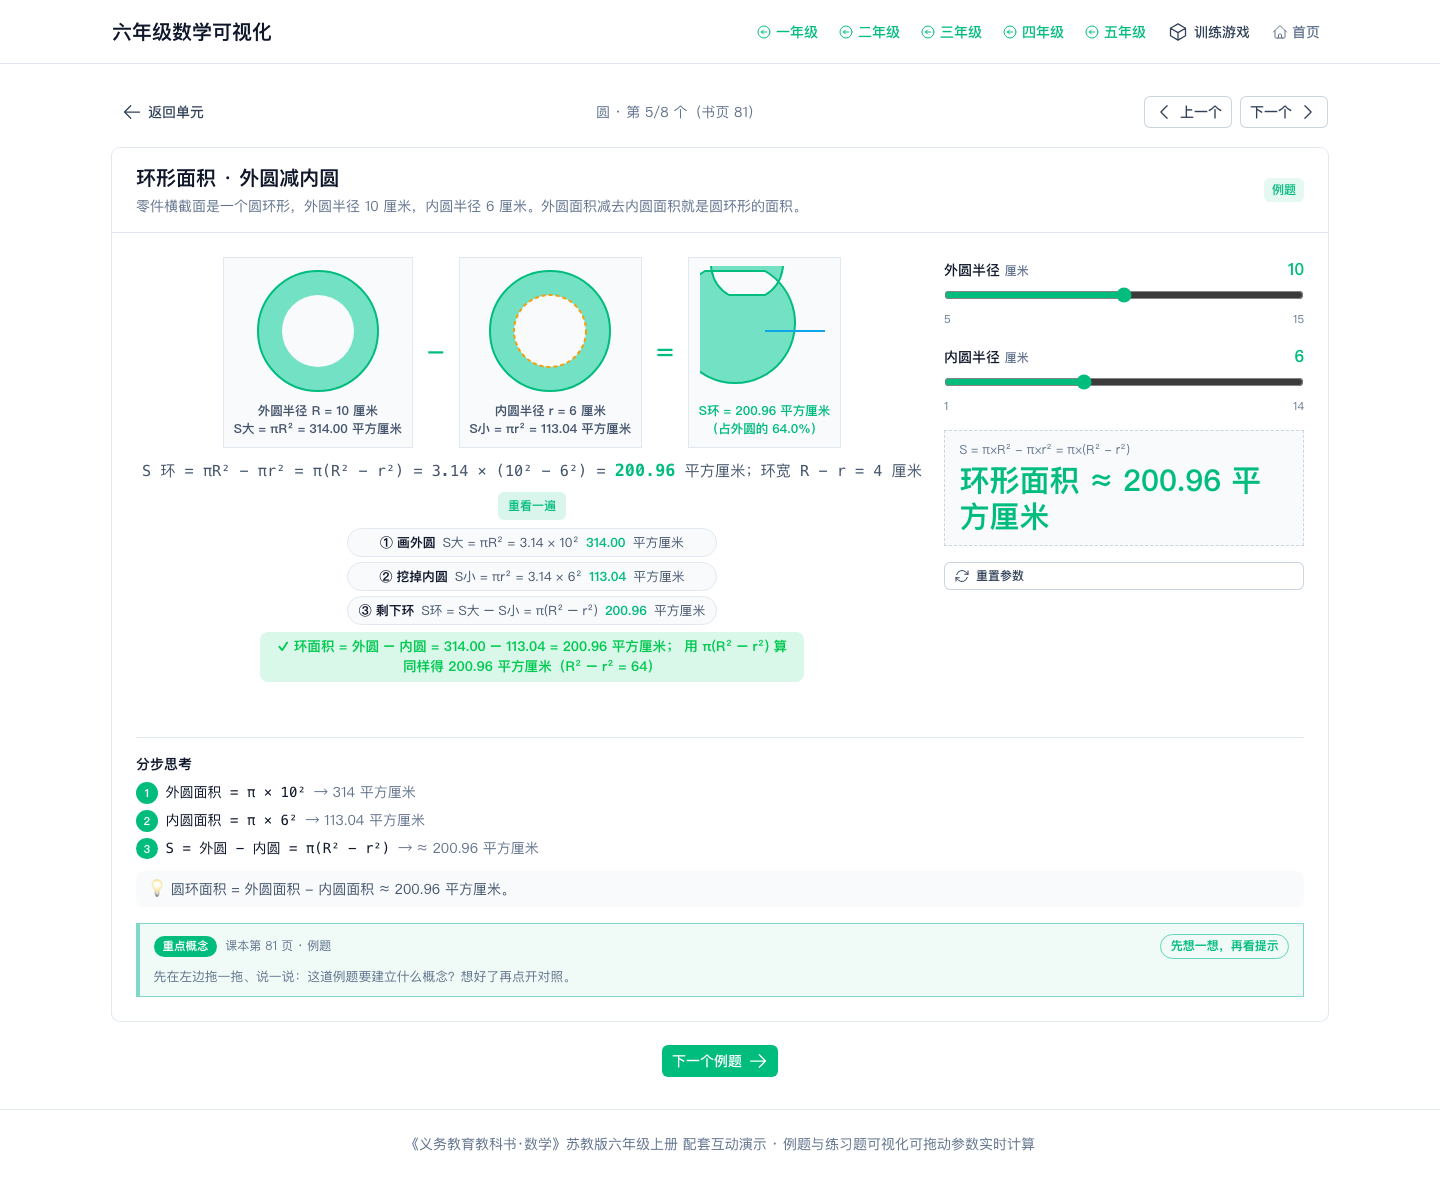 六年级数学可视化
一年级 二年级 三年级 四年级 五年级 训练游戏 首页
返回单元
圆 · 第 5/8 个（书页 81）
上一个 下一个
环形面积 · 外圆减内圆
例题
零件横截面是一个圆环形，外圆半径 10 厘米，内圆半径 6 厘米。外圆面积减去内圆面积就是圆环形的面积。
外圆半径 R = 10 厘米
S大 = πR² = 314.00 平方厘米
−
内圆半径 r = 6 厘米
S小 = πr² = 113.04 平方厘米
=
S环 = 200.96 平方厘米
（占外圆的 64.0%）
S 环 = πR² − πr² = π(R² − r²) = 3.14 × (10² − 6²) = 200.96 平方厘米；环宽 R − r = 4 厘米
重看一遍
① 画外圆 S大 = πR² = 3.14 × 10² 314.00 平方厘米
② 挖掉内圆 S小 = πr² = 3.14 × 6² 113.04 平方厘米
③ 剩下环 S环 = S大 − S小 = π(R² − r²) 200.96 平方厘米
✓ 环面积 = 外圆 − 内圆 = 314.00 − 113.04 = 200.96 平方厘米； 用 π(R² − r²) 算
同样得 200.96 平方厘米（R² − r² = 64）
外圆半径 厘米 10
5 15
内圆半径 厘米 6
1 14
S = π×R² − π×r² = π×(R² − r²)
环形面积 ≈ 200.96 平
方厘米
重置参数
分步思考
1 外圆面积 = π × 10² → 314 平方厘米
2 内圆面积 = π × 6² → 113.04 平方厘米
3 S = 外圆 − 内圆 = π(R² − r²) → ≈ 200.96 平方厘米
💡 圆环面积 = 外圆面积 − 内圆面积 ≈ 200.96 平方厘米。
重点概念 课本第 81 页 · 例题
先想一想，再看提示
先在左边拖一拖、说一说：这道例题要建立什么概念？想好了再点开对照。
下一个例题
《义务教育教科书·数学》苏教版六年级上册 配套互动演示 · 例题与练习题可视化可拖动参数实时计算